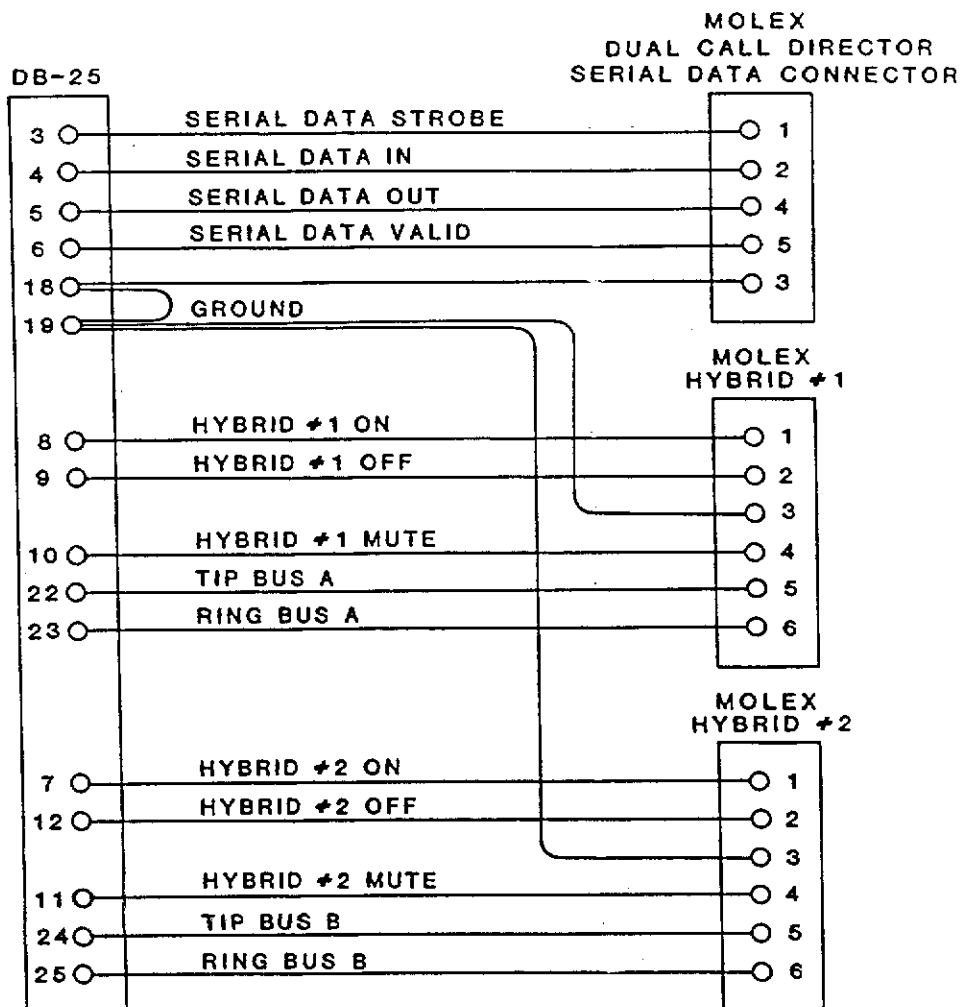 MOLEX
DUAL CALL DIRECTOR
SERIAL DATA CONNECTOR
DB-25
3 SERIAL DATA STROBE 1
4 SERIAL DATA IN 2
5 SERIAL DATA OUT 4
6 SERIAL DATA VALID 5
18 3
19 GROUND
MOLEX
HYBRID #1
8 HYBRID #1 ON 1
9 HYBRID #1 OFF 2
3
10 HYBRID #1 MUTE 4
22 TIP BUS A 5
23 RING BUS A 6
MOLEX
HYBRID #2
7 HYBRID #2 ON 1
12 HYBRID #2 OFF 2
3
11 HYBRID #2 MUTE 4
24 TIP BUS B 5
25 RING BUS B 6